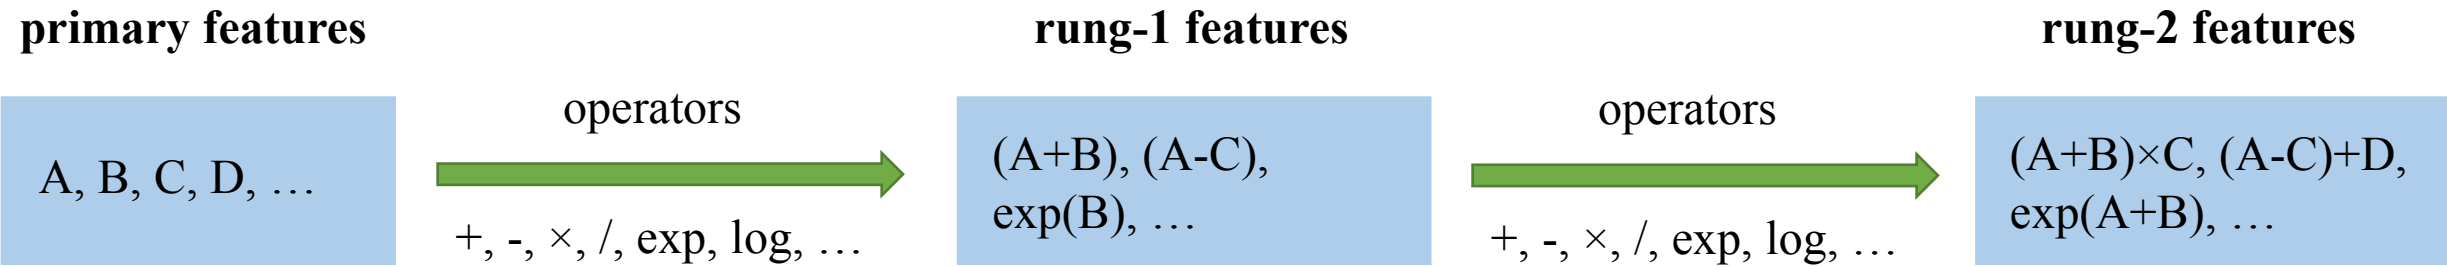 primary features
rung-1 features
rung-2 features
A, B, C, D, …
operators
+, -, ×, /, exp, log, …
(A+B), (A-C),
exp(B), …
operators
+, -, ×, /, exp, log, …
(A+B)×C, (A-C)+D,
exp(A+B), …